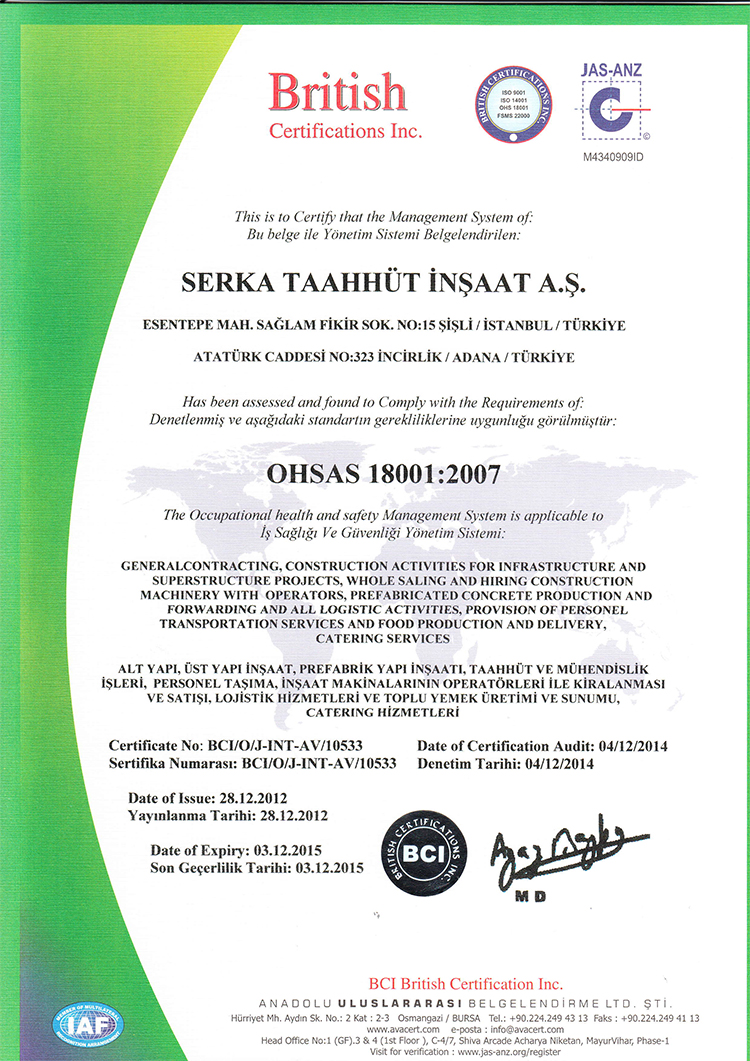 British
Certifications Inc.
BRITISH CERTIFICATIONS INC.
ISO 9001
ISO 14001
OHS 18001
FSMS 22000
JAS-ANZ
©
M4340909ID
This is to Certify that the Management System of:
Bu belge ile Yönetim Sistemi Belgelendirilen:
SERKA TAAHHÜT İNŞAAT A.Ş.
ESENTEPE MAH. SAĞLAM FİKİR SOK. NO:15 ŞİŞLİ / İSTANBUL / TÜRKİYE
ATATÜRK CADDESİ NO:323 İNCİRLİK / ADANA / TÜRKİYE
Has been assessed and found to Comply with the Requirements of:
Denetlenmiş ve aşağıdaki standartın gerekliliklerine uygunluğu görülmüştür:
OHSAS 18001:2007
The Occupational health and safety Management System is applicable to
İş Sağlığı Ve Güvenliği Yönetim Sistemi:
GENERALCONTRACTING, CONSTRUCTION ACTIVITIES FOR INFRASTRUCTURE AND
SUPERSTRUCTURE PROJECTS, WHOLE SALING AND HIRING CONSTRUCTION
MACHINERY WITH OPERATORS, PREFABRICATED CONCRETE PRODUCTION AND
FORWARDING AND ALL LOGISTIC ACTIVITIES, PROVISION OF PERSONEL
TRANSPORTATION SERVICES AND FOOD PRODUCTION AND DELIVERY,
CATERING SERVICES
ALT YAPI, ÜST YAPI İNŞAAT, PREFABRİK YAPI İNŞAATI, TAAHHÜT VE MÜHENDİSLİK
İŞLERİ, PERSONEL TAŞIMA, İNŞAAT MAKİNALARININ OPERATÖRLERİ İLE KİRALANMASI
VE SATIŞI, LOJİSTİK HİZMETLERİ VE TOPLU YEMEK ÜRETİMİ VE SUNUMU,
CATERING HİZMETLERİ
Certificate No: BCI/O/J-INT-AV/10533
Date of Certification Audit: 04/12/2014
Sertifika Numarası: BCI/O/J-INT-AV/10533
Denetim Tarihi: 04/12/2014
Date of Issue: 28.12.2012
Yayınlanma Tarihi: 28.12.2012
Date of Expiry: 03.12.2015
Son Geçerlilik Tarihi: 03.12.2015
BRITISH CERTIFICATIONS INC.
BCI
M D
BCI British Certification Inc.
ANADOLU ULUSLARARASI BELGELENDİRME LTD. ŞTİ.
Hürriyet Mh. Aydın Sk. No.: 2 Kat : 2-3 Osmangazi / BURSA Tel.: +90.224.249 43 13 Faks : +90.224.249 41 13
www.avacert.com e-posta : info@avacert.com
Head Office No:1 (GF).3 & 4 (1st Floor ), C-4/7, Shiva Arcade Acharya Niketan, MayurVihar, Phase-1
Visit for verification : www.jas-anz.org/register
IAF